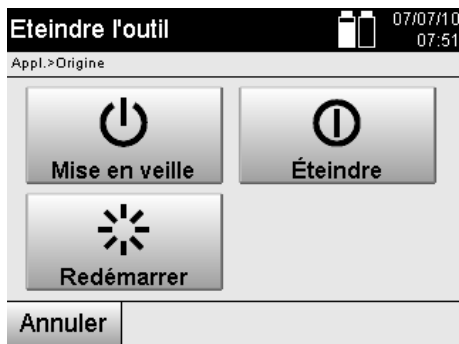 Eteindre l'outil
07/07/10
07:51
Appl.>Origine
Mise en veille
Éteindre
Redémarrer
Annuler